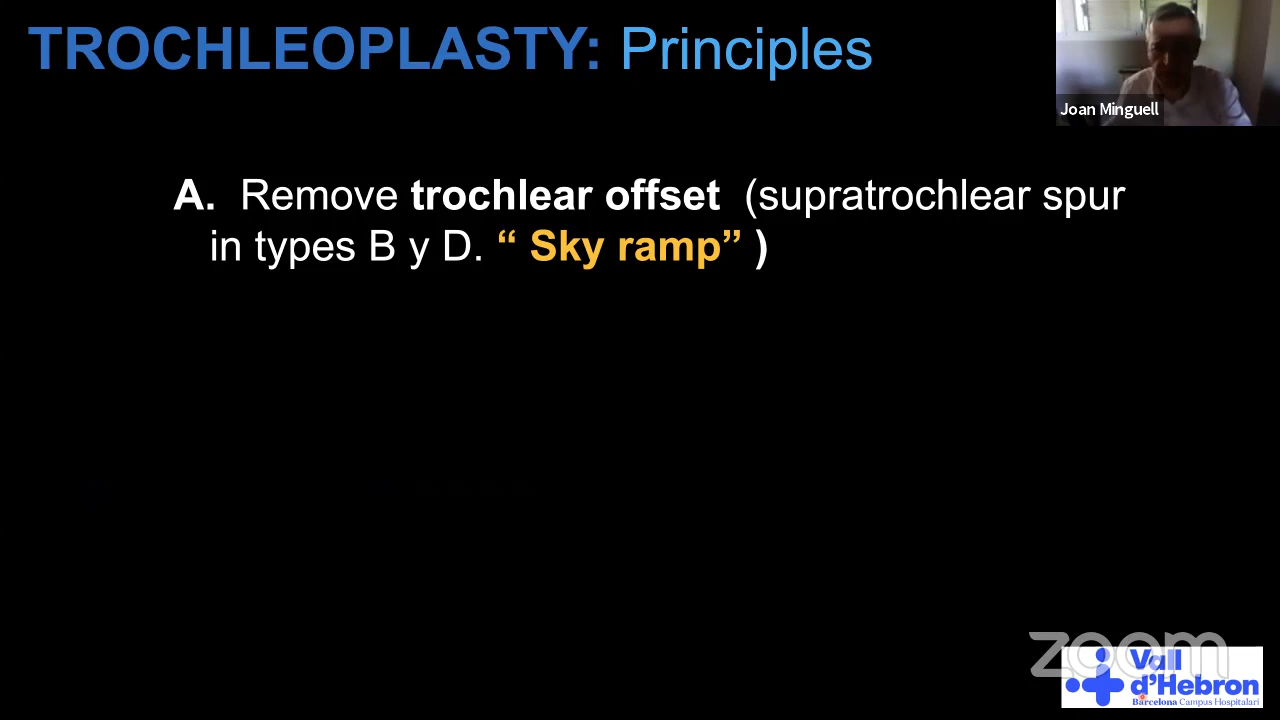 TROCHLEOPLASTY: Principles
Joan Minguell
A. Remove trochlear offset (supratrochlear spur
in types B y D. “ Sky ramp” )
zoom
Vall
d'Hebron
Barcelona Campus Hospitalari